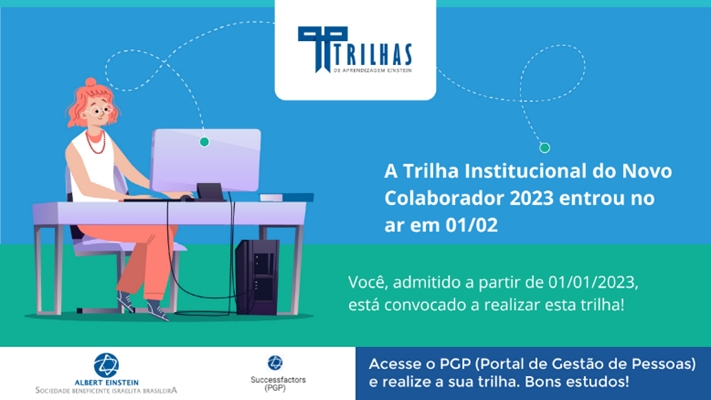 TRILHAS
DE APRENDIZAGEM EINSTEIN
A Trilha Institucional do Novo
Colaborador 2023 entrou no
ar em 01/02
Você, admitido a partir de 01/01/2023,
está convocado a realizar esta trilha!
ALBERT EINSTEIN
SOCIEDADE BENEFICENTE ISRAELITA BRASILEIRA
Successfactors
(PGP)
Acesse o PGP (Portal de Gestão de Pessoas)
e realize a sua trilha. Bons estudos!